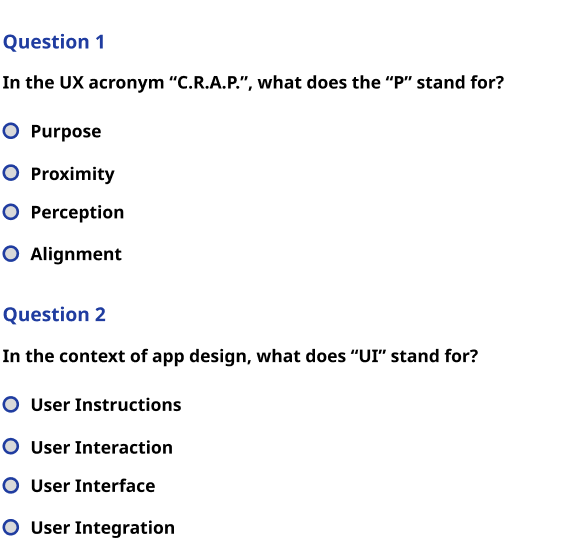 Question 1
In the UX acronym “C.R.A.P.”, what does the “P” stand for?
Purpose
Proximity
Perception
Alignment
Question 2
In the context of app design, what does “UI” stand for?
User Instructions
User Interaction
User Interface
User Integration